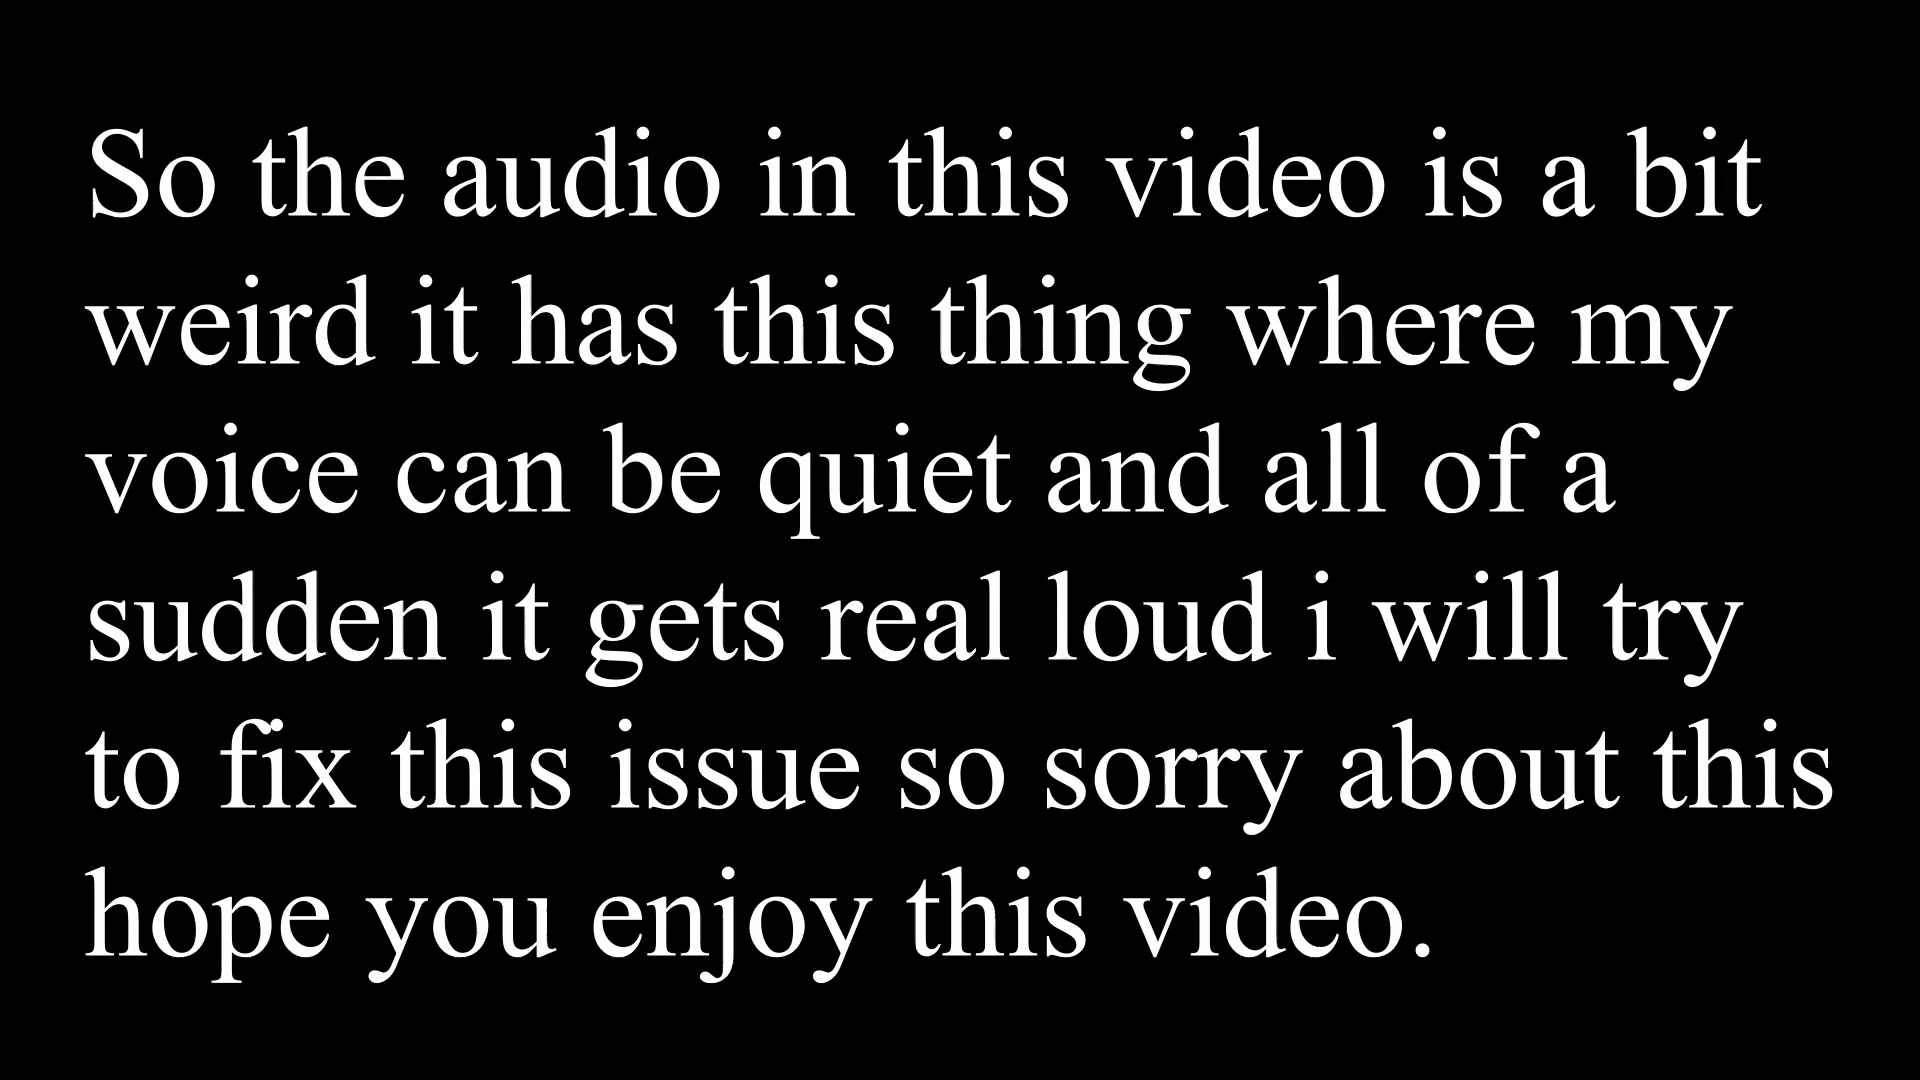 So the audio in this video is a bit
weird it has this thing where my
voice can be quiet and all of a
sudden it gets real loud i will try
to fix this issue so sorry about this
hope you enjoy this video.